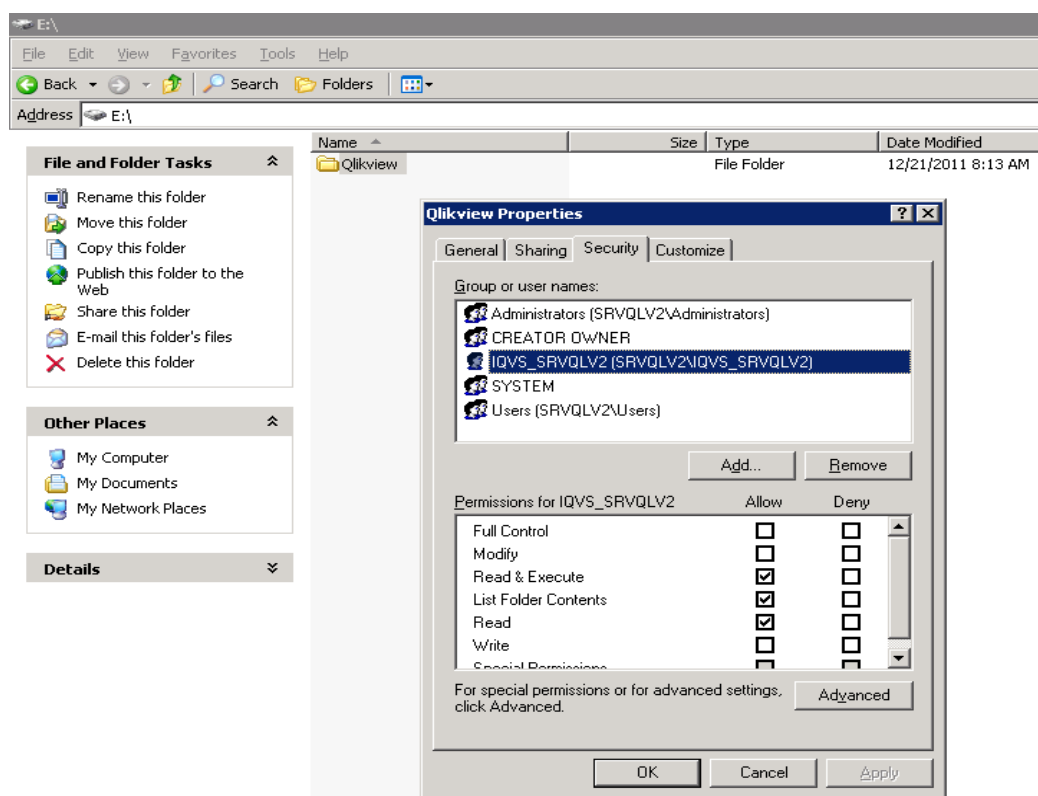 E:\
File Edit View Favorites Tools Help
Back Search Folders
Address E:\
Name Size Type Date Modified
Qlikview File Folder 12/21/2011 8:13 AM
File and Folder Tasks
Rename this folder
Move this folder
Copy this folder
Publish this folder to the
Web
Share this folder
E-mail this folder's files
Delete this folder
Other Places
My Computer
My Documents
My Network Places
Details
Qlikview Properties
General Sharing Security Customize
Group or user names:
Administrators (SRVQLV2\Administrators)
CREATOR OWNER
IQVS_SRVQLV2 (SRVQLV2\IQVS_SRVQLV2)
SYSTEM
Users (SRVQLV2\Users)
Add... Remove
Permissions for IQVS_SRVQLV2 Allow Deny
Full Control
Modify
Read & Execute
List Folder Contents
Read
Write
Special Permissions
For special permissions or for advanced settings,
click Advanced.
Advanced
OK Cancel Apply